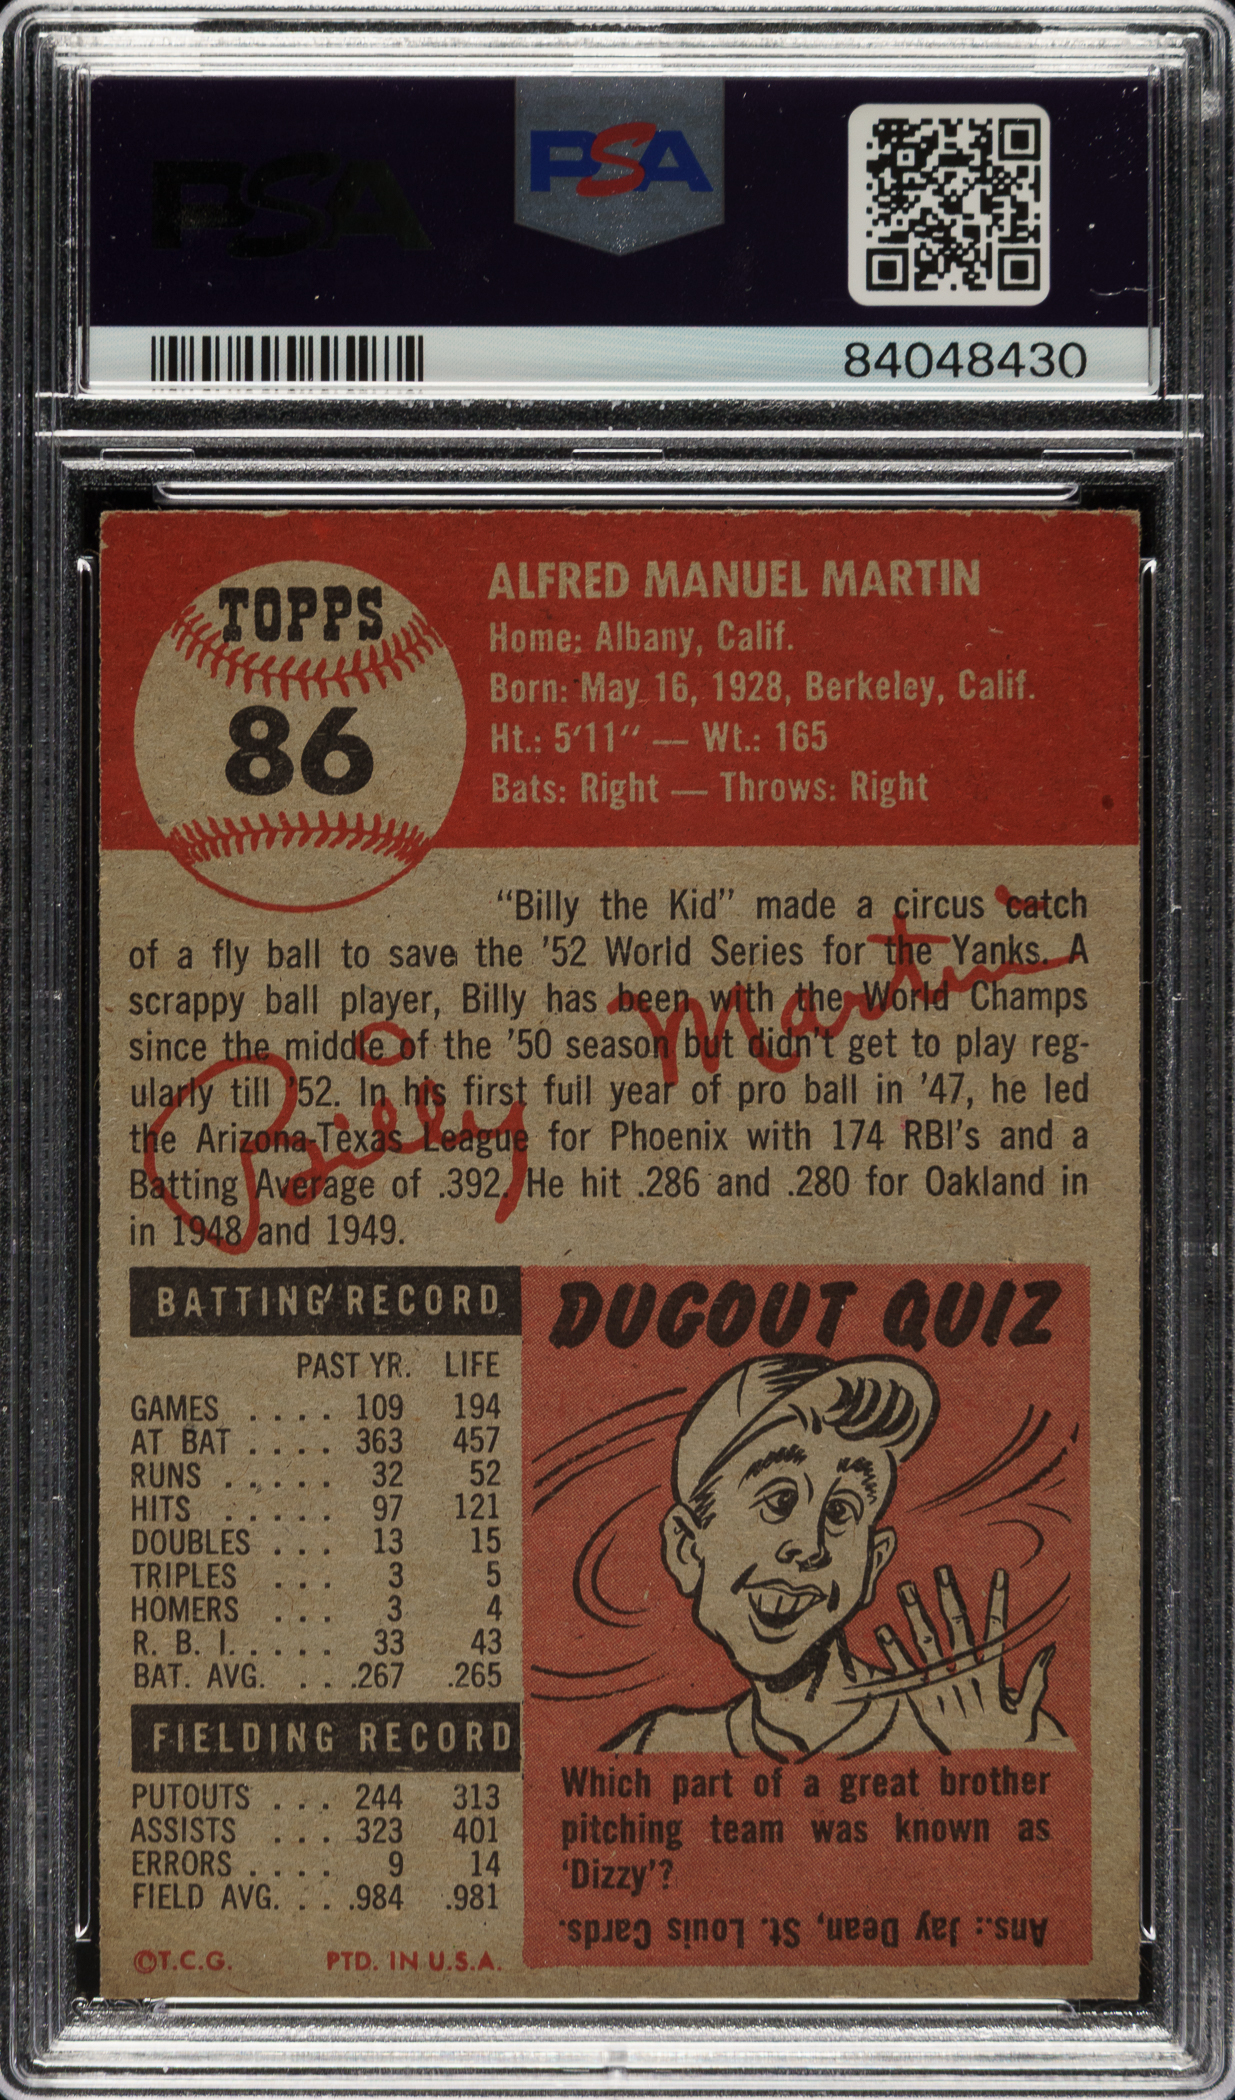 PSA
PSA
84048430
TOPPS
86
ALFRED MANUEL MARTIN
Home: Albany, Calif.
Born: May 16, 1928, Berkeley, Calif.
Ht.: 5'11" — Wt.: 165
Bats: Right — Throws: Right
"Billy the Kid" made a circus catch
of a fly ball to save the '52 World Series for the Yanks. A
scrappy ball player, Billy has been with the World Champs
since the middle of the '50 season but didn't get to play reg-
ularly till '52. In his first full year of pro ball in '47, he led
the Arizona-Texas League for Phoenix with 174 RBI's and a
Batting Average of .392. He hit .286 and .280 for Oakland in
in 1948 and 1949.
Billy Martin
BATTING RECORD
PAST YR. LIFE
GAMES . . . . 109 194
AT BAT . . . . 363 457
RUNS . . . . . 32 52
HITS . . . . . 97 121
DOUBLES . . . 13 15
TRIPLES . . . 3 5
HOMERS . . . 3 4
R. B. I. . . . . 33 43
BAT. AVG. . . . .267 .265
FIELDING RECORD
PUTOUTS . . . 244 313
ASSISTS . . . 323 401
ERRORS . . . . 9 14
FIELD AVG. . . .984 .981
©T.C.G. PTD. IN U.S.A.
DUGOUT QUIZ
Which part of a great brother
pitching team was known as
'Dizzy'?
Ans.: Jay Dean, St. Louis Cards.